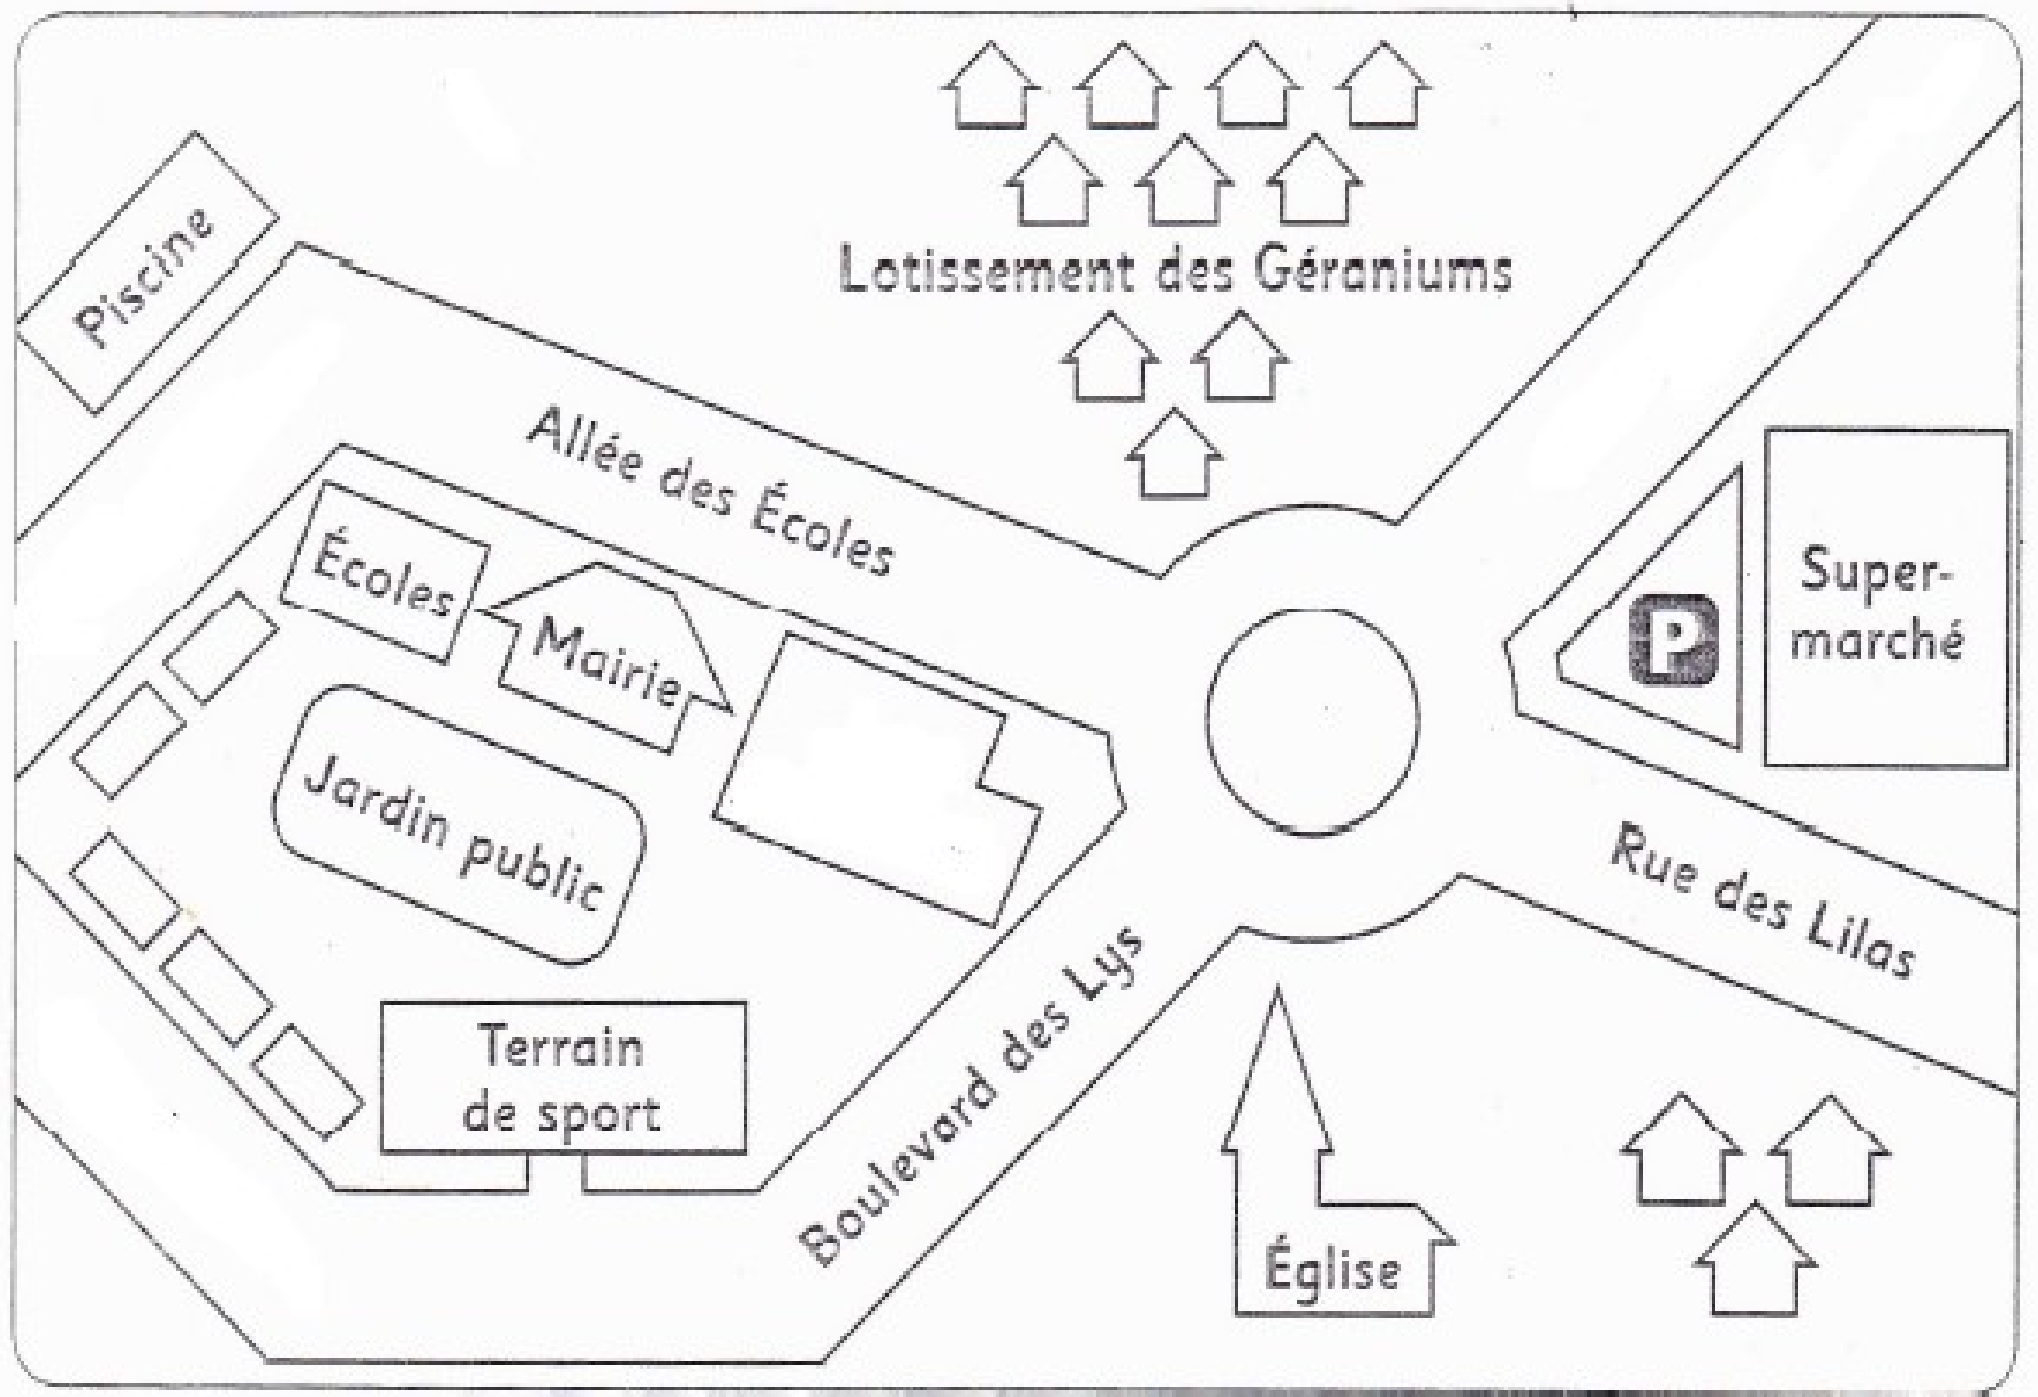 Piscine
Lotissement des Géraniums
Allée des Écoles
Écoles
Mairie
Super-
marché
P
Jardin public
Rue des Lilas
Terrain
de sport
Boulevard des Lys
Église